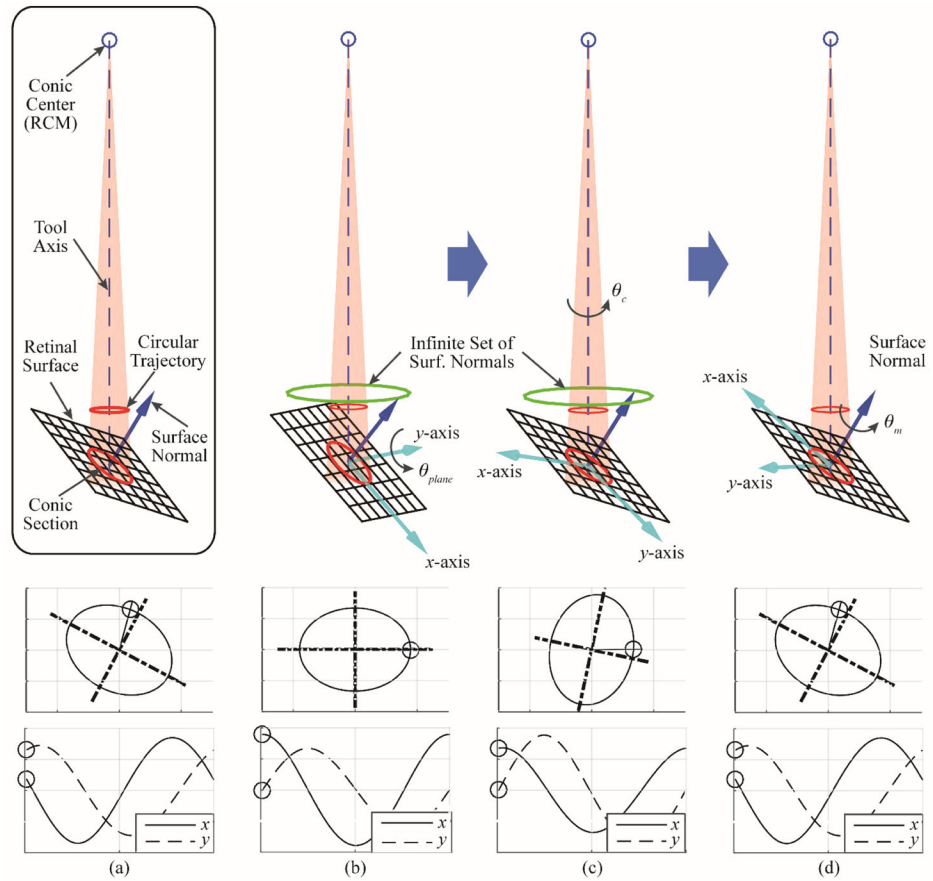 Conic
Center
(RCM)
Tool
Axis
Retinal
Surface
Circular
Trajectory
Surface
Normal
Conic
Section
Infinite Set of
Surf. Normals
y-axis
θplane
x-axis
θc
x-axis
y-axis
Surface
Normal
x-axis
θm
y-axis
x
y
x
y
x
y
x
y
(a)
(b)
(c)
(d)